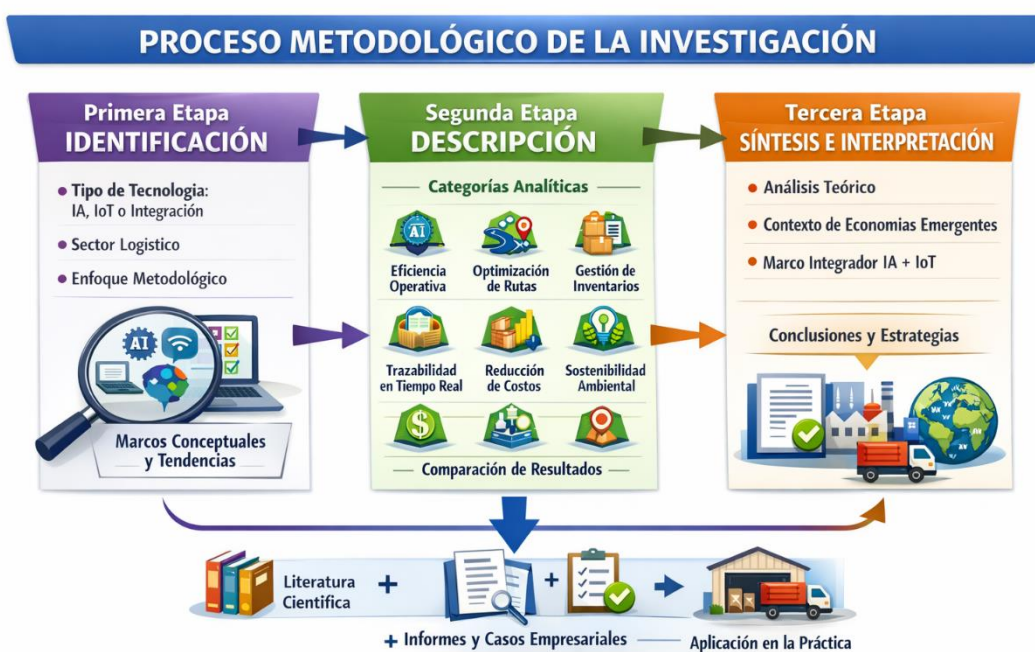 PROCESO METODOLÓGICO DE LA INVESTIGACIÓN
Primera Etapa
IDENTIFICACIÓN
• Tipo de Tecnologia:
IA, IoT o Integración
• Sector Logistico
• Enfoque Metodológico
AI
Marcos Conceptuales
y Tendencias
Segunda Etapa
DESCRIPCIÓN
Categorías Analíticas
AI
Eficiencia
Operativa
Optimización
de Rutas
Gestión de
Inventarios
Trazabilidad
en Tiempo Real
Reducción
de Costos
Sostenibilidad
Ambiental
$
Comparación de Resultados
Tercera Etapa
SÍNTESIS E INTERPRETACIÓN
• Análisis Teórico
• Contexto de Economias Emergentes
• Marco Integrador IA + IoT
Conclusiones y Estrategias
Literatura
Científica
+
+
+ Informes y Casos Empresariales
Aplicación en la Práctica